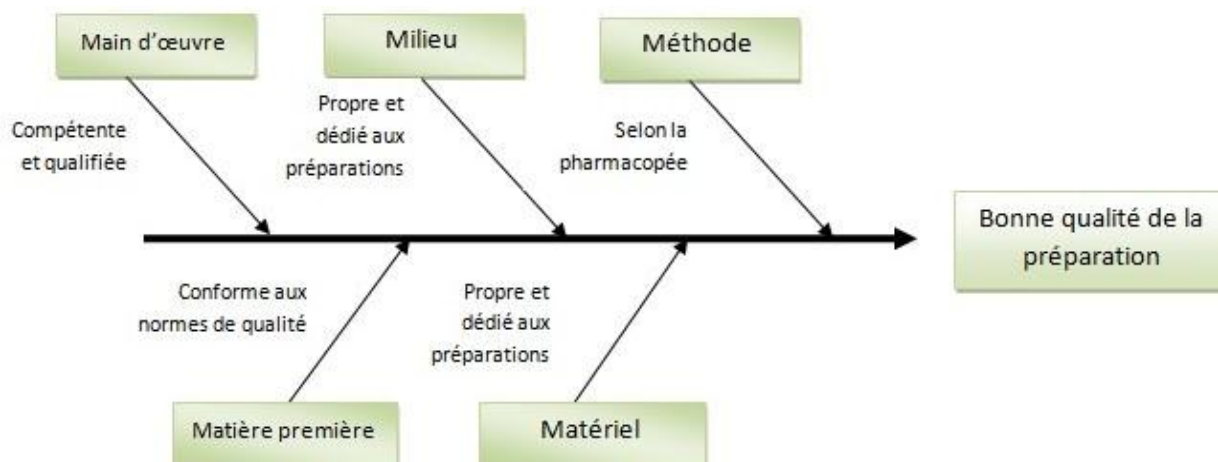 Main d'œuvre
Milieu
Méthode
Compétente
et qualifiée
Propre et
dédié aux
préparations
Selon la
pharmacopée
Bonne qualité de la
préparation
Conforme aux
normes de qualité
Propre et
dédié aux
préparations
Matière première
Matériel